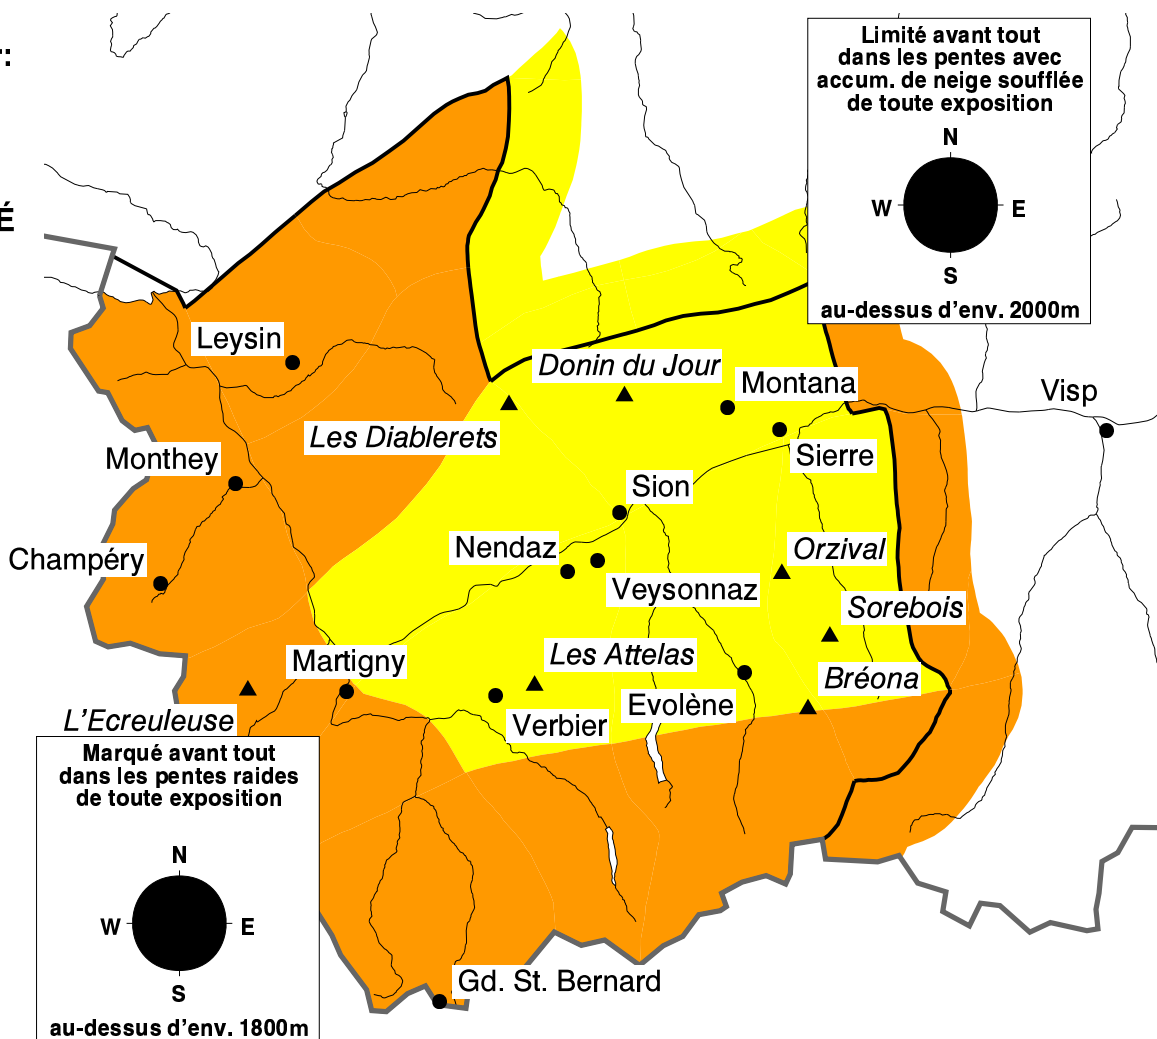 r:
É
Limité avant tout
dans les pentes avec
accum. de neige soufflée
de toute exposition
N
W E
S
au-dessus d'env. 2000m
Leysin
Donin du Jour
Montana
Visp
Les Diablerets
Sierre
Monthey
Sion
Champéry
Nendaz
Orzival
Veysonnaz
Sorebois
Martigny
Les Attelas
Bréona
L'Ecreuleuse
Verbier
Evolène
Marqué avant tout
dans les pentes raides
de toute exposition
N
W E
S
au-dessus d'env. 1800m
Gd. St. Bernard